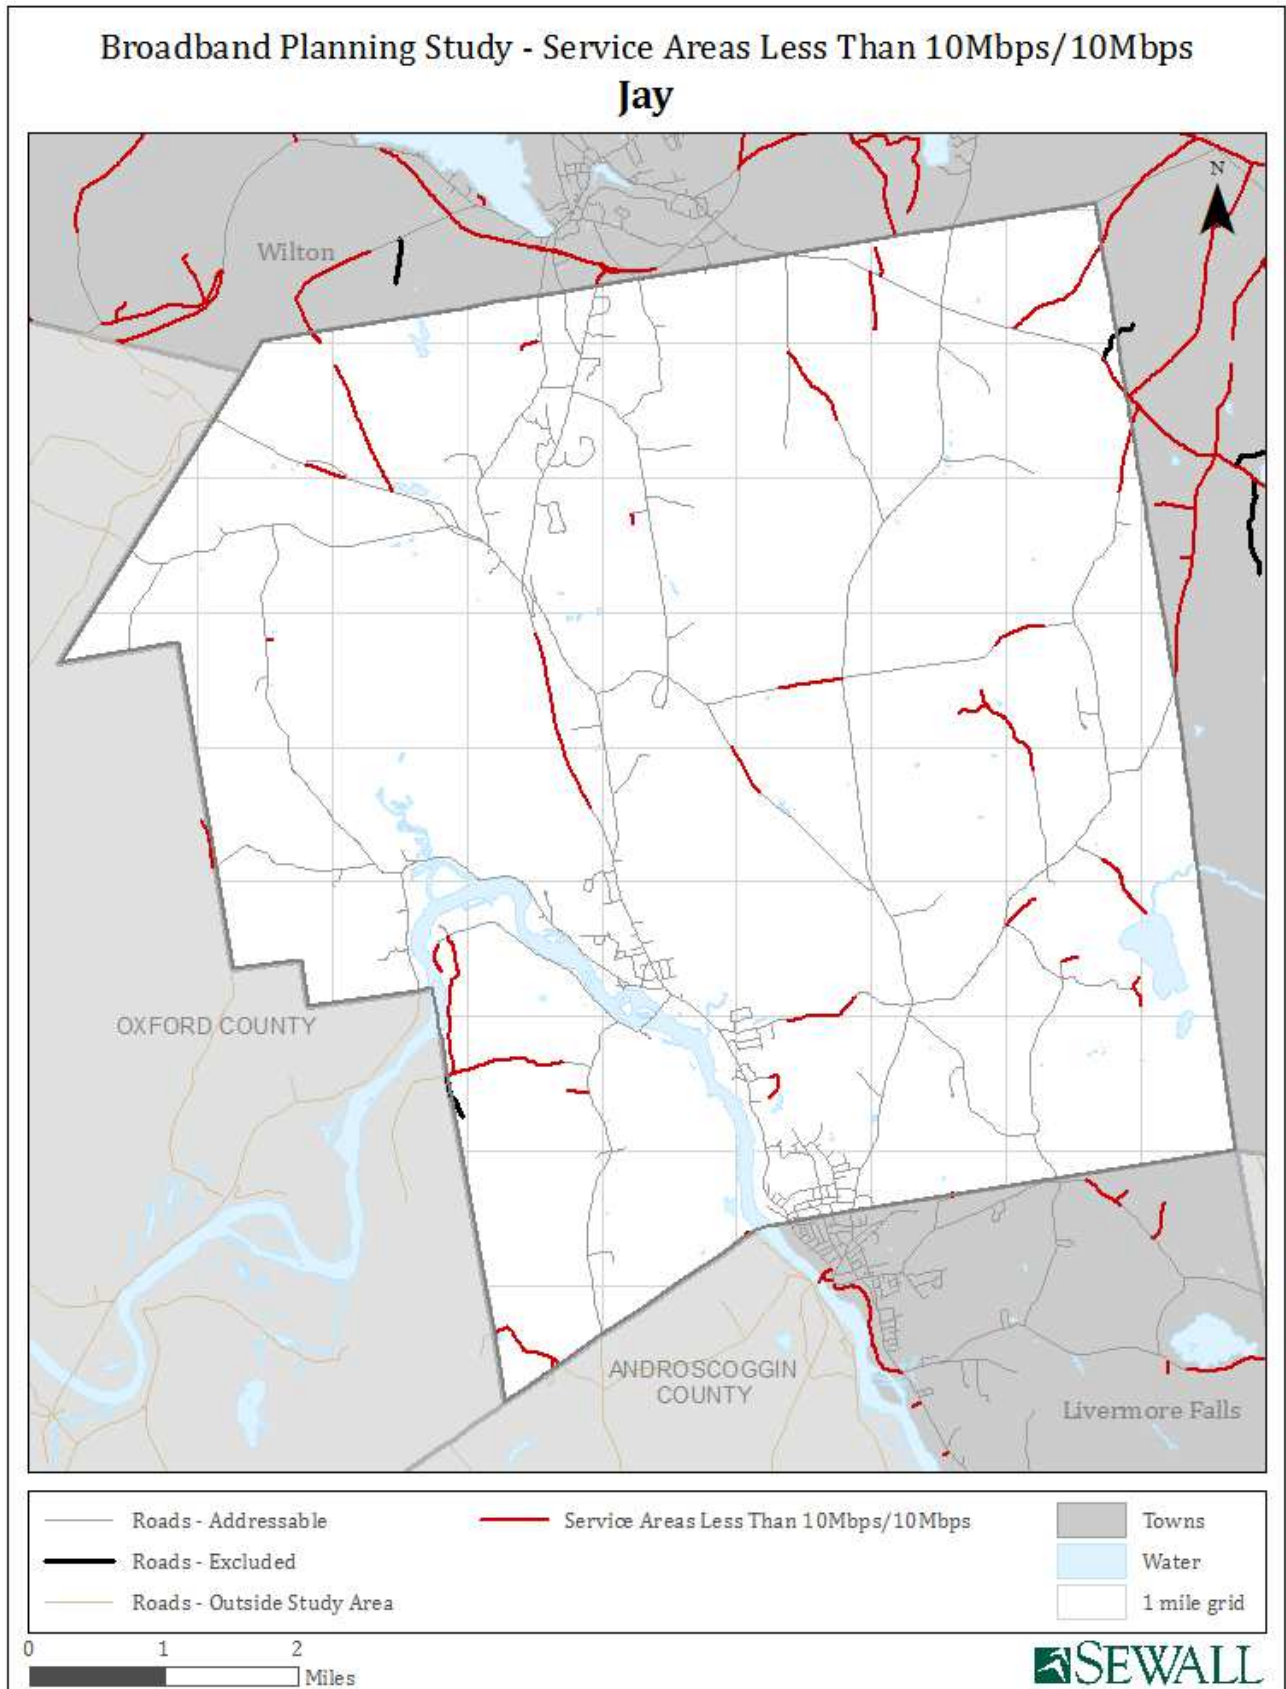 Broadband Planning Study - Service Areas Less Than 10Mbps/10Mbps
Jay
N
Wilton
OXFORD COUNTY
ANDROSCOGGIN
COUNTY
Livermore Falls
Roads - Addressable
Service Areas Less Than 10Mbps/10Mbps
Towns
Roads - Excluded
Water
Roads - Outside Study Area
1 mile grid
0 1 2
Miles
SEWALL